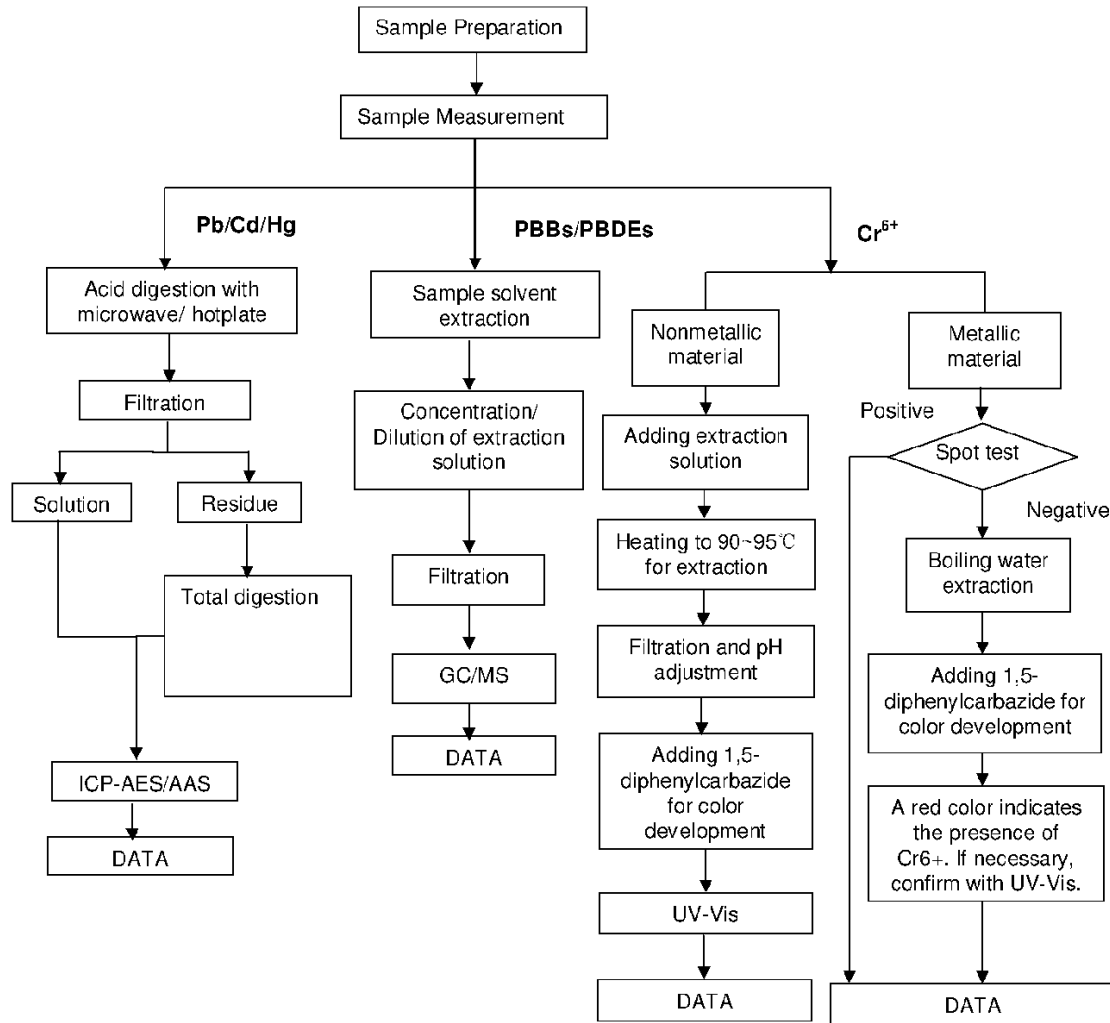 Sample Preparation
Sample Measurement
Pb/Cd/Hg
PBBs/PBDEs
Cr⁶⁺
Acid digestion with
microwave/ hotplate
Filtration
Solution
Residue
Total digestion
ICP-AES/AAS
DATA
Sample solvent
extraction
Concentration/
Dilution of extraction
solution
Filtration
GC/MS
DATA
Nonmetallic
material
Adding extraction
solution
Heating to 90~95℃
for extraction
Filtration and pH
adjustment
Adding 1,5-
diphenylcarbazide
for color
development
UV-Vis
DATA
Metallic
material
Positive
Spot test
Negative
Boiling water
extraction
Adding 1,5-
diphenylcarbazide for
color development
A red color indicates
the presence of
Cr6+. If necessary,
confirm with UV-Vis.
DATA